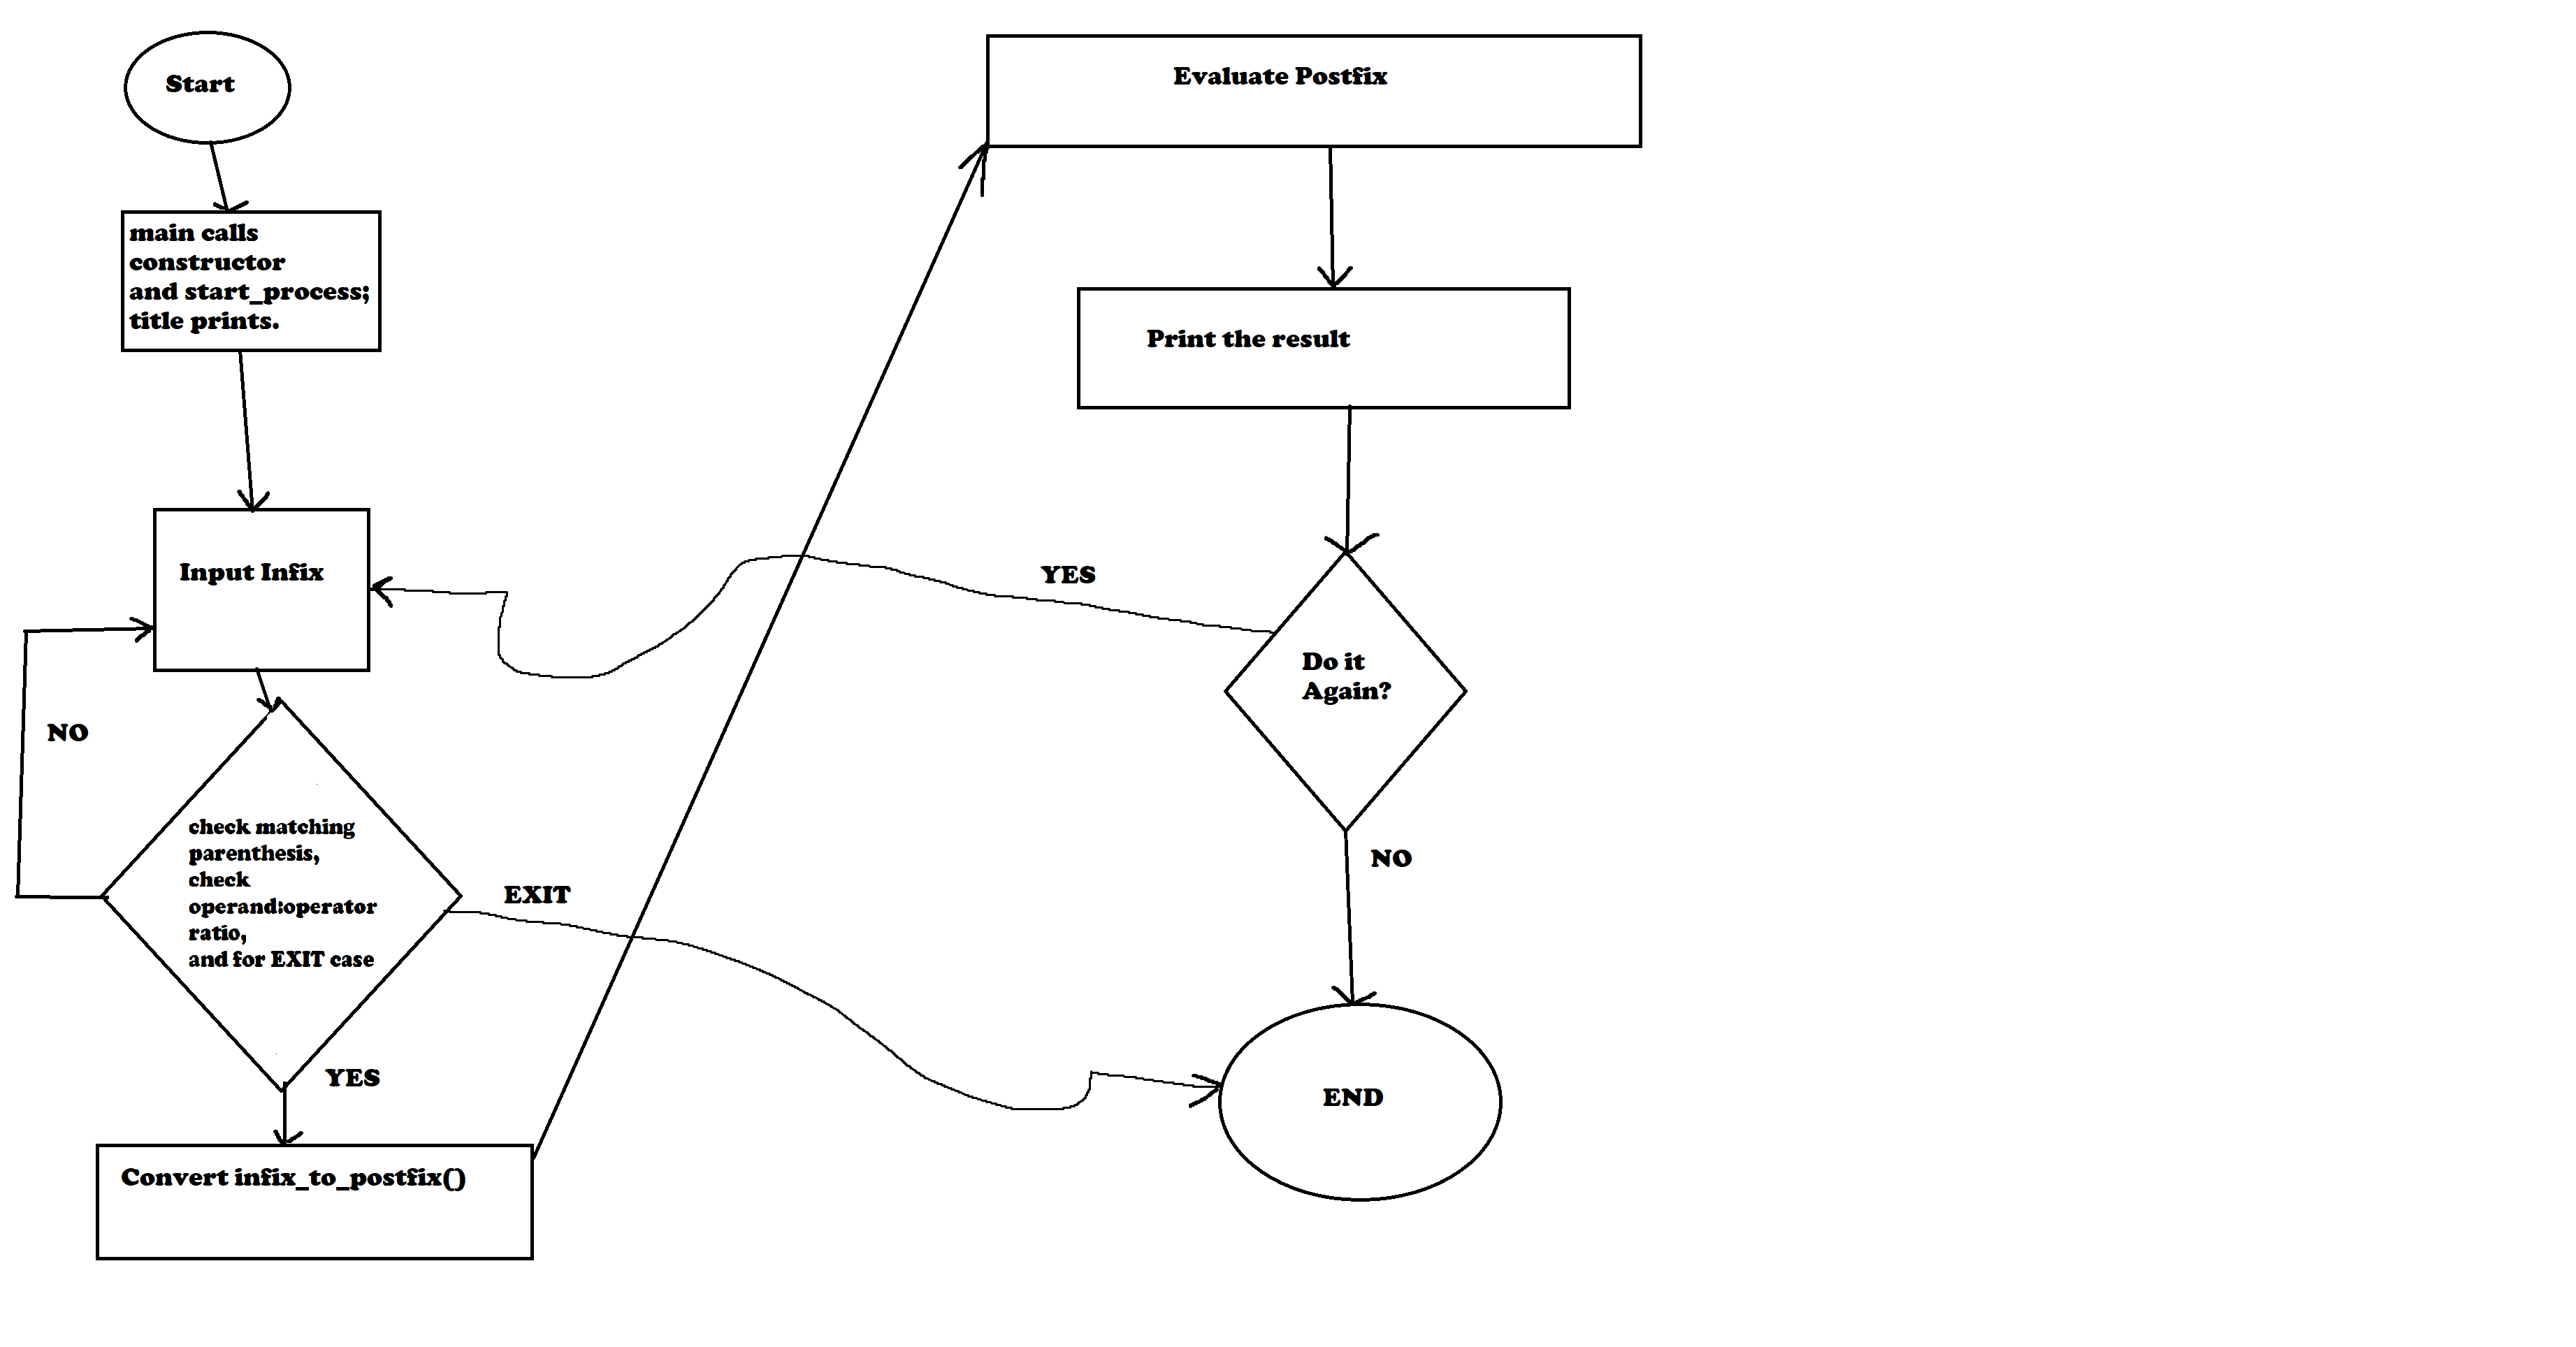 Start
main calls
constructor
and start_process;
title prints.
Input Infix
NO
check matching
parenthesis,
check
operand:operator
ratio,
and for EXIT case
EXIT
YES
Convert infix_to_postfix()
Evaluate Postfix
Print the result
YES
Do it
Again?
NO
END